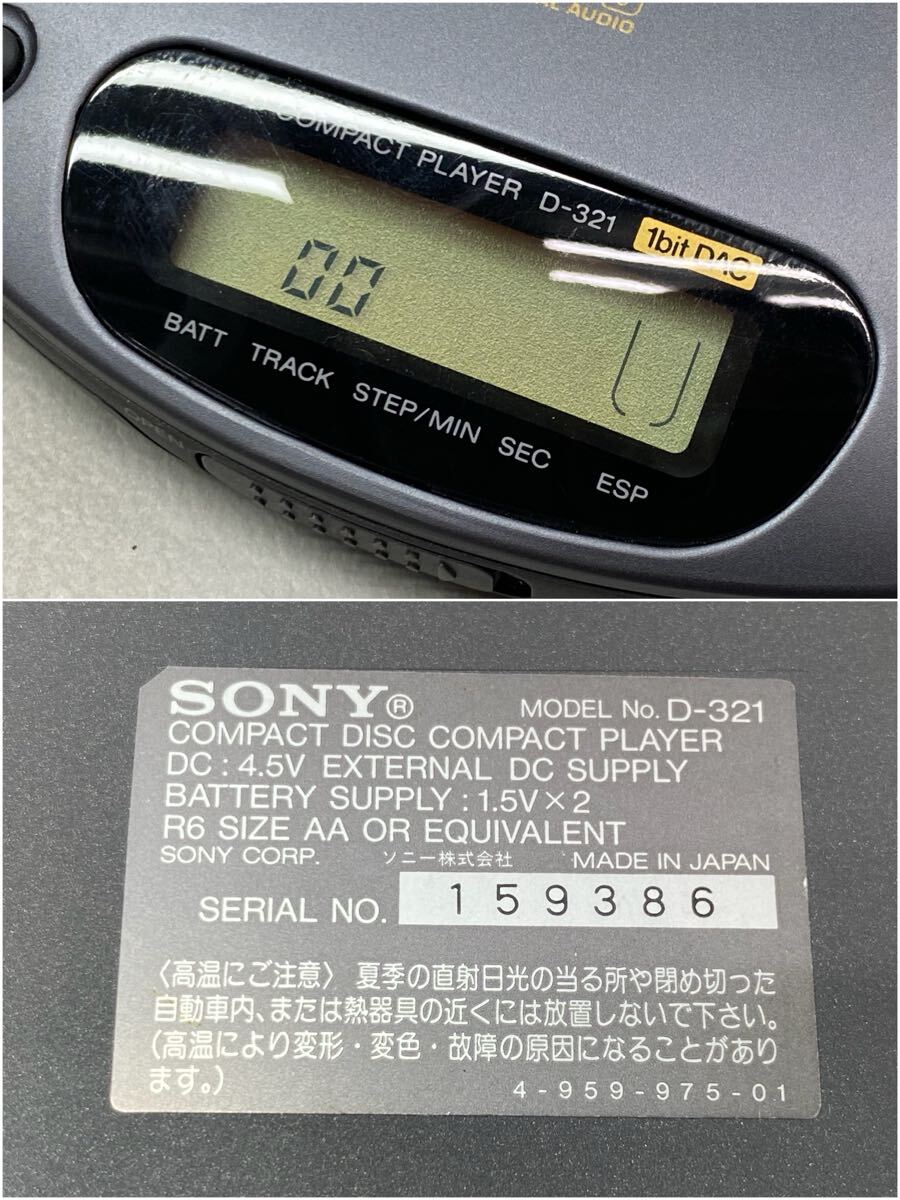 AL AUDIO
COMPACT PLAYER D-321
1bit DAC
00
BATT TRACK STEP/MIN SEC ESP
OPEN
SONY® MODEL No. D-321
COMPACT DISC COMPACT PLAYER
DC : 4.5V EXTERNAL DC SUPPLY
BATTERY SUPPLY : 1.5V×2
R6 SIZE AA OR EQUIVALENT
SONY CORP. ソニー株式会社 MADE IN JAPAN
SERIAL NO. 159386
〈高温にご注意〉 夏季の直射日光の当る所や閉め切った
自動車内、または熱器具の近くには放置しないで下さい。
(高温により変形・変色・故障の原因になることがあり
ます。)
4-959-975-01